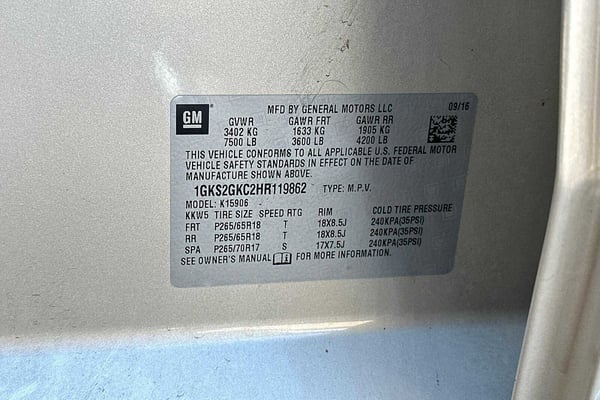 GM
MFD BY GENERAL MOTORS LLC 09/16
GVWR GAWR FRT GAWR RR
3402 KG 1633 KG 1905 KG
7500 LB 3600 LB 4200 LB
THIS VEHICLE CONFORMS TO ALL APPLICABLE U.S. FEDERAL MOTOR
VEHICLE SAFETY STANDARDS IN EFFECT ON THE DATE OF
MANUFACTURE SHOWN ABOVE.
1GKS2GKC2HR119862 TYPE: M.P.V.
MODEL: K15906
KKW5 TIRE SIZE SPEED RTG RIM COLD TIRE PRESSURE
FRT P265/65R18 T 18X8.5J 240KPA(35PSI)
RR P265/65R18 T 18X8.5J 240KPA(35PSI)
SPA P265/70R17 S 17X7.5J 240KPA(35PSI)
SEE OWNER'S MANUAL FOR MORE INFORMATION.